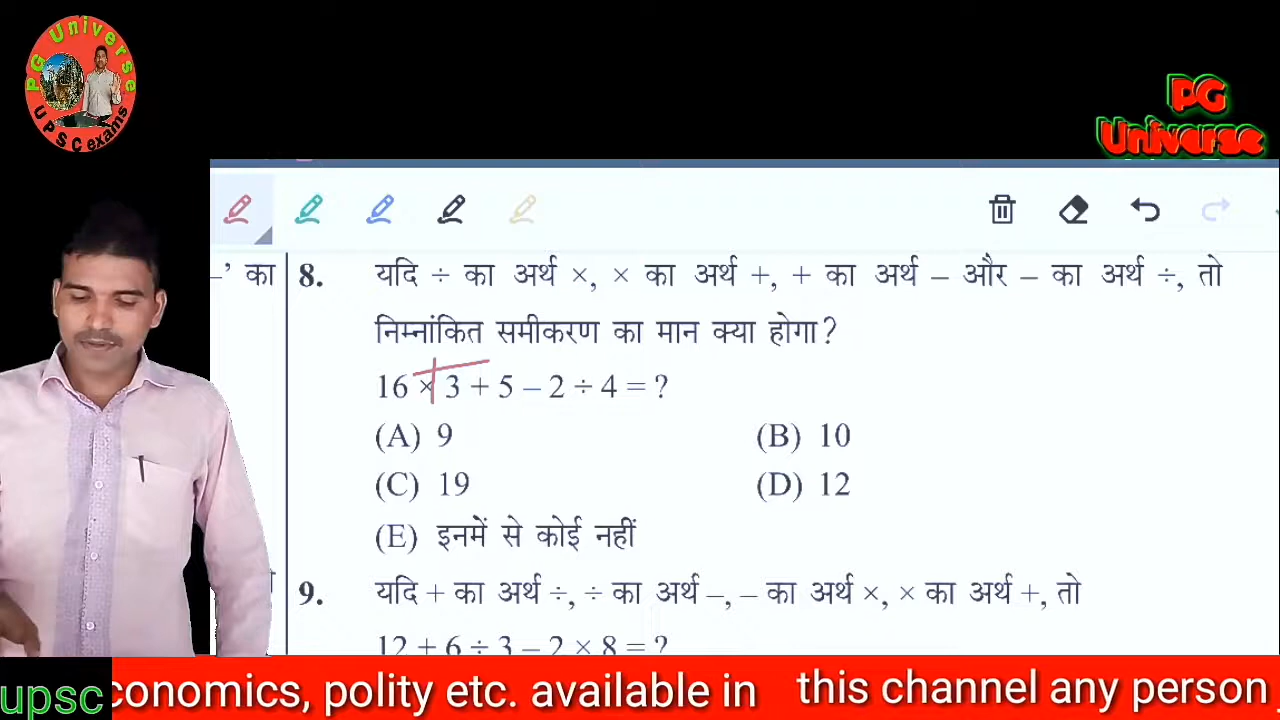 PG Universe
UPSC exams
PG
Universe
–’ का
8. यदि ÷ का अर्थ ×, × का अर्थ +, + का अर्थ – और – का अर्थ ÷, तो
निम्नांकित समीकरण का मान क्या होगा?
16 × 3 + 5 – 2 ÷ 4 = ?
(A) 9 (B) 10
(C) 19 (D) 12
(E) इनमें से कोई नहीं
9. यदि + का अर्थ ÷, ÷ का अर्थ –, – का अर्थ ×, × का अर्थ +, तो
12 + 6 ÷ 3 – 2 × 8 = ?
upsc conomics, polity etc. available in this channel any person